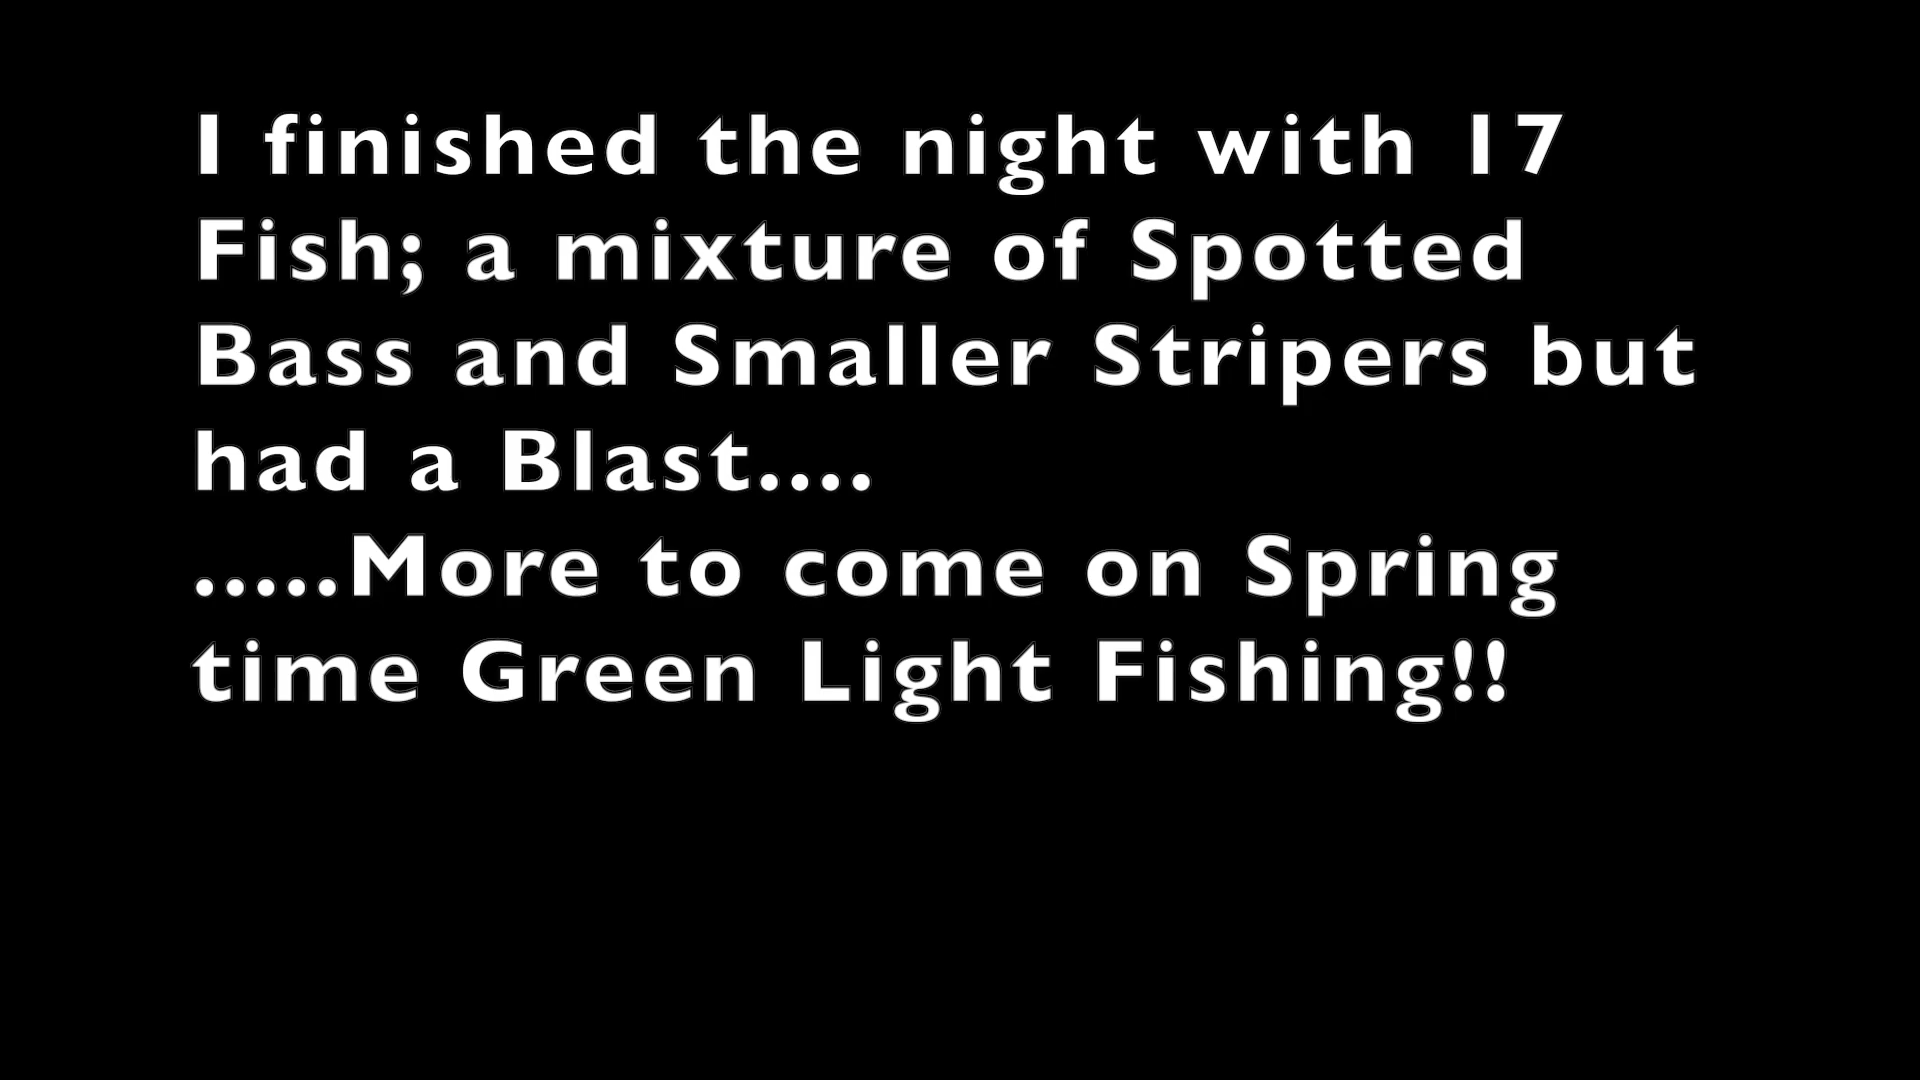 I finished the night with 17
Fish; a mixture of Spotted
Bass and Smaller Stripers but
had a Blast....
.....More to come on Spring
time Green Light Fishing!!